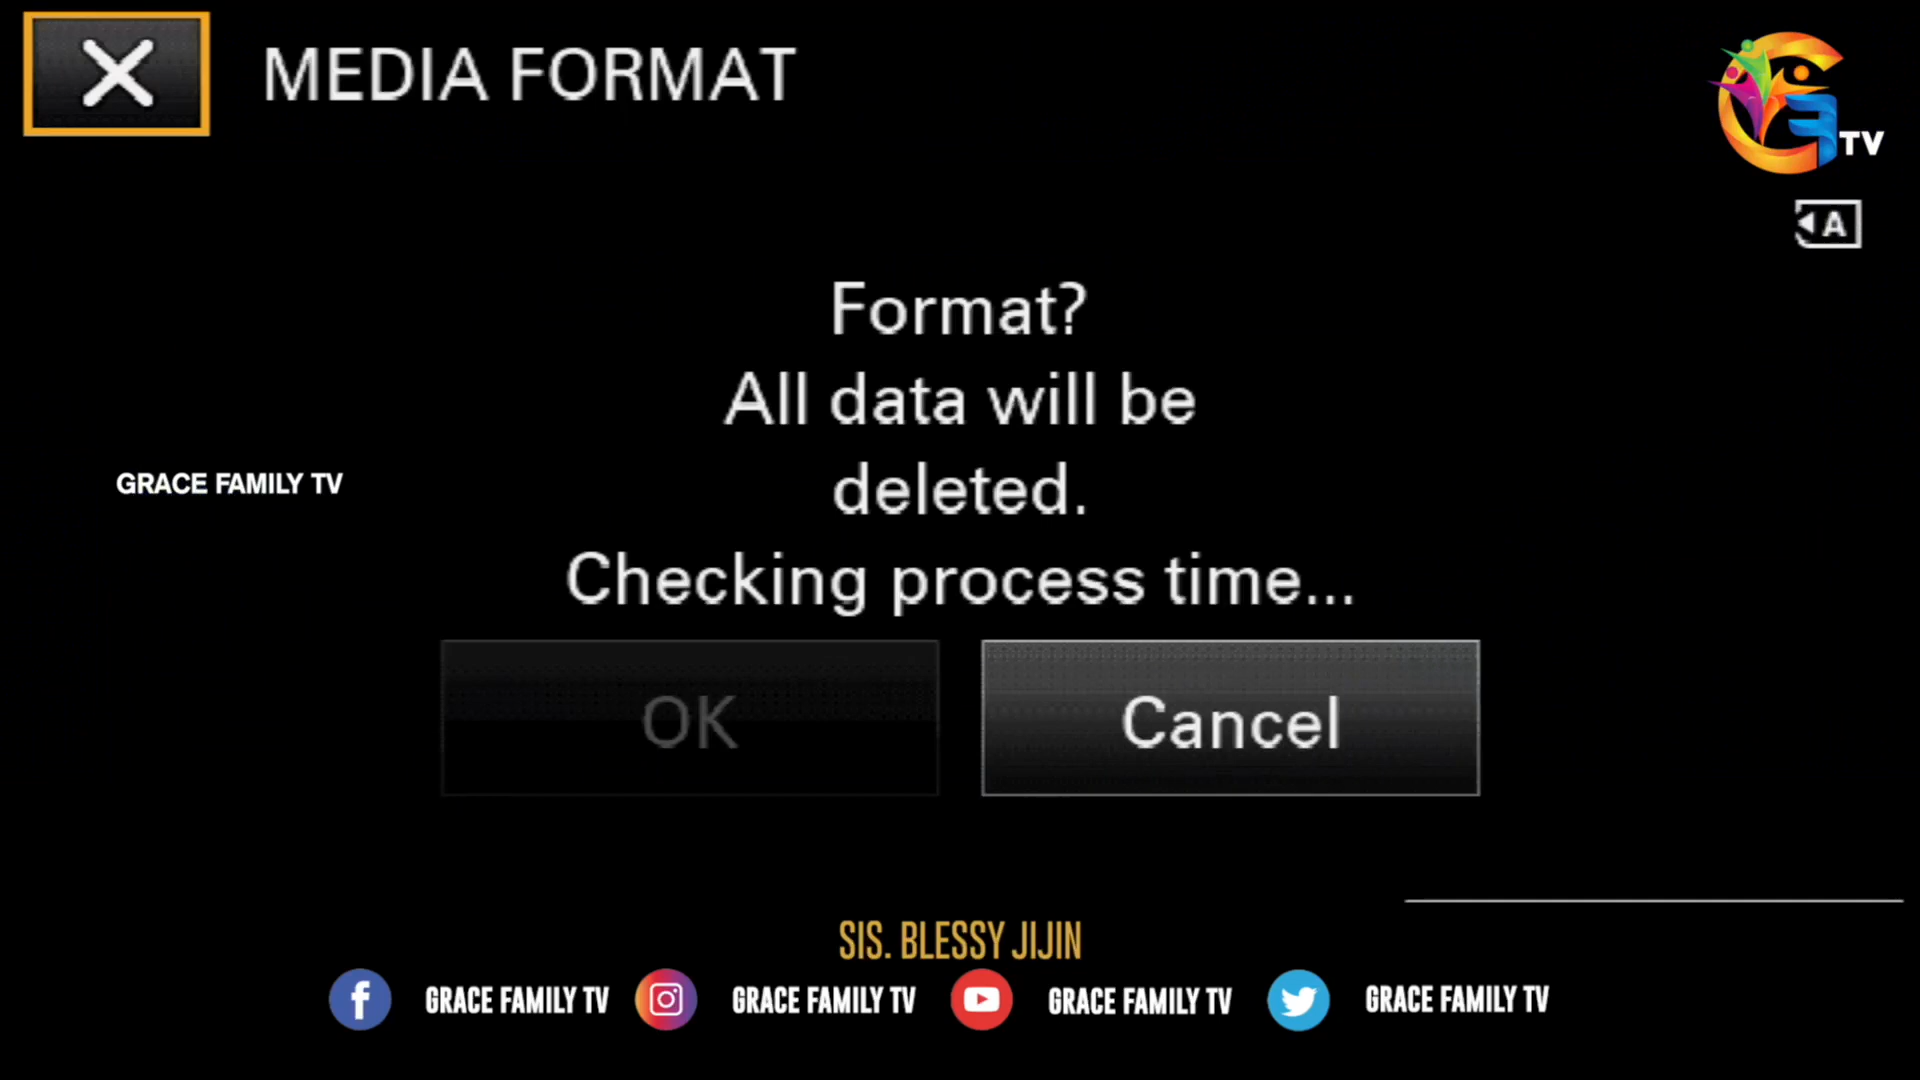 MEDIA FORMAT
TV
A
Format?
All data will be
deleted.
GRACE FAMILY TV
Checking process time...
OK
Cancel
SIS. BLESSY JIJIN
GRACE FAMILY TV
GRACE FAMILY TV
GRACE FAMILY TV
GRACE FAMILY TV